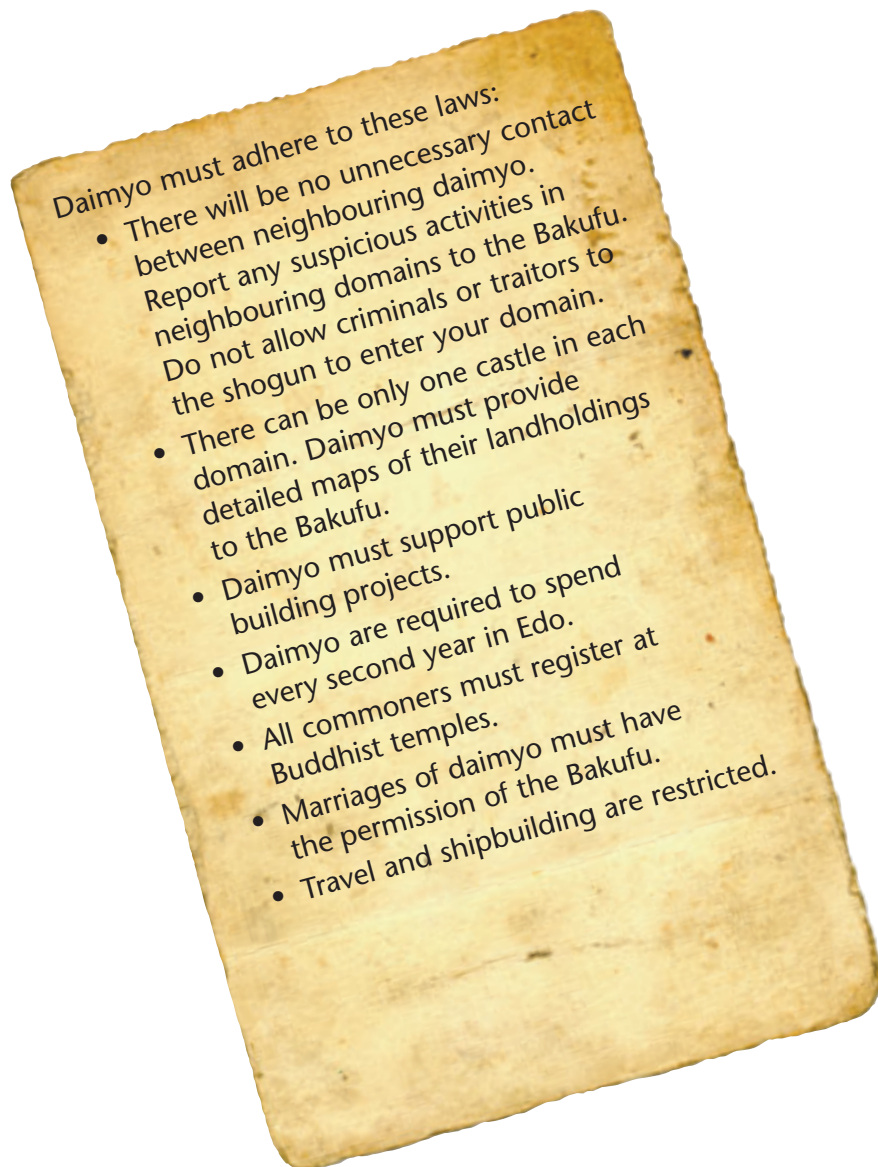 Daimyo must adhere to these laws:
• There will be no unnecessary contact
between neighbouring daimyo.
Report any suspicious activities in
neighbouring domains to the Bakufu.
Do not allow criminals or traitors to
the shogun to enter your domain.
• There can be only one castle in each
domain. Daimyo must provide
detailed maps of their landholdings
to the Bakufu.
• Daimyo must support public
building projects.
• Daimyo are required to spend
every second year in Edo.
• All commoners must register at
Buddhist temples.
• Marriages of daimyo must have
the permission of the Bakufu.
• Travel and shipbuilding are restricted.